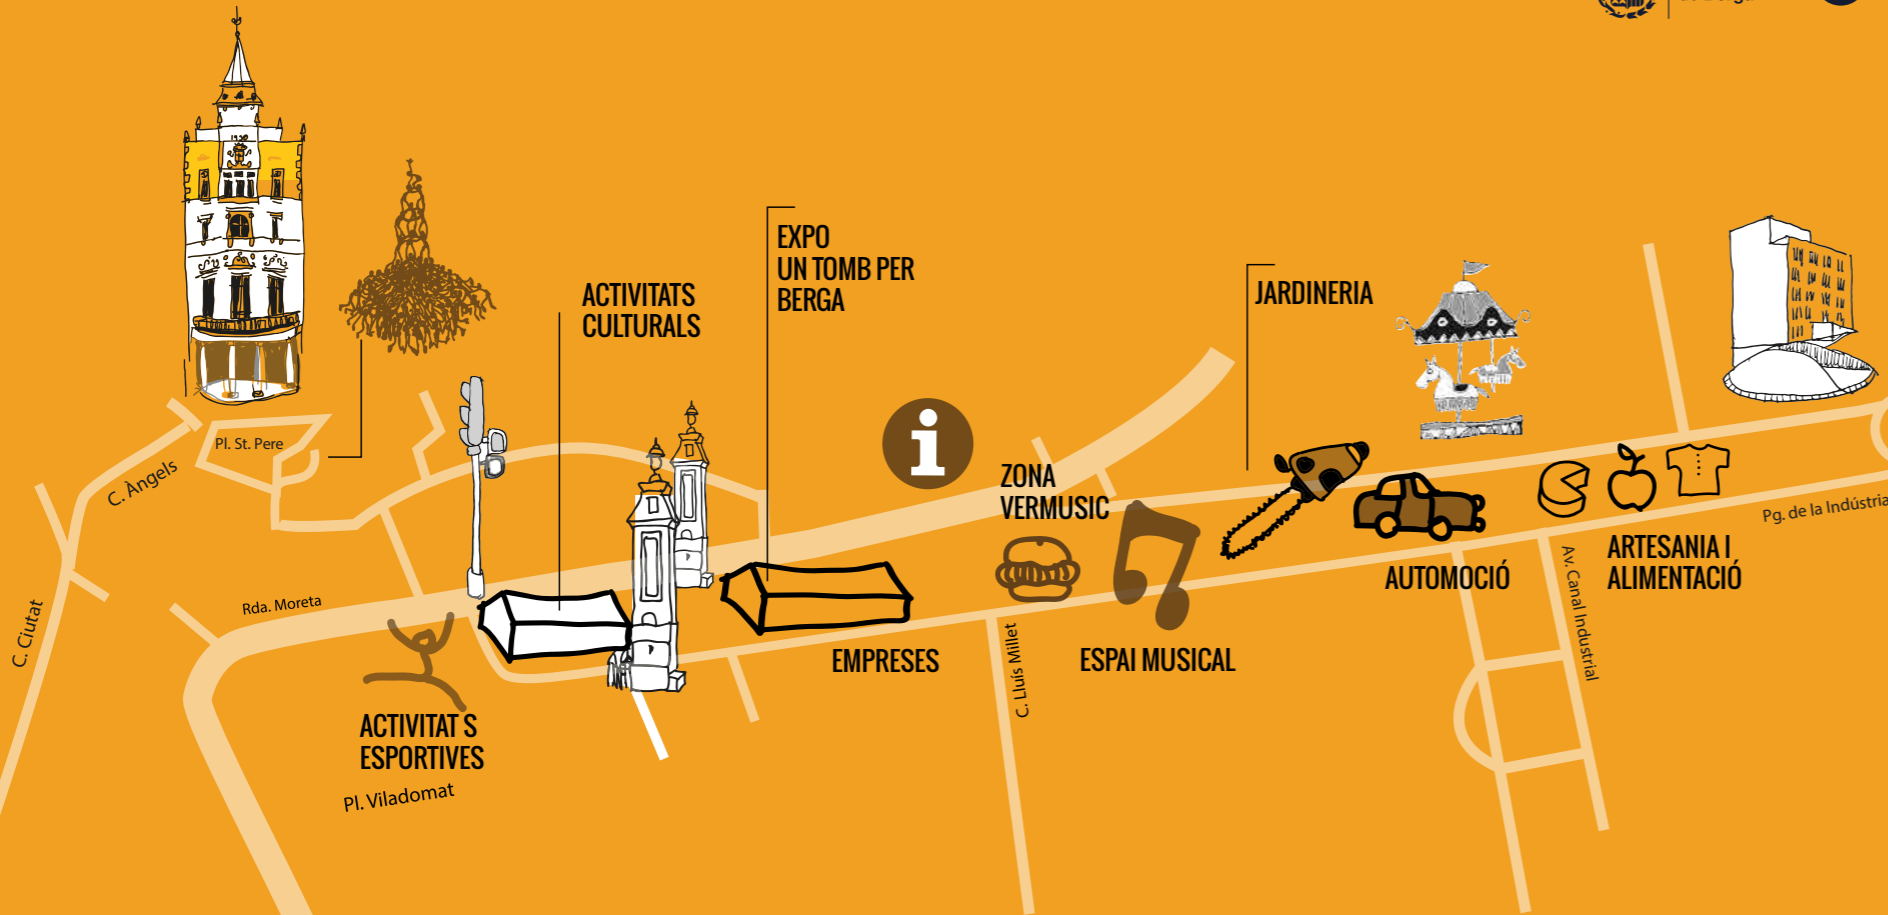 EXPO
UN TOMB PER
BERGA
ACTIVITATS
CULTURALS
JARDINERIA
Pl. St. Pere
C. Àngels
ZONA
VERMUSIC
i
Pg. de la Indústria
ARTESANIA I
ALIMENTACIÓ
AUTOMOCIÓ
Av. Canal Industrial
Rda. Moreta
C. Ciutat
EMPRESES
C. Lluís Millet
ESPAI MUSICAL
ACTIVITAT S
ESPORTIVES
Pl. Viladomat